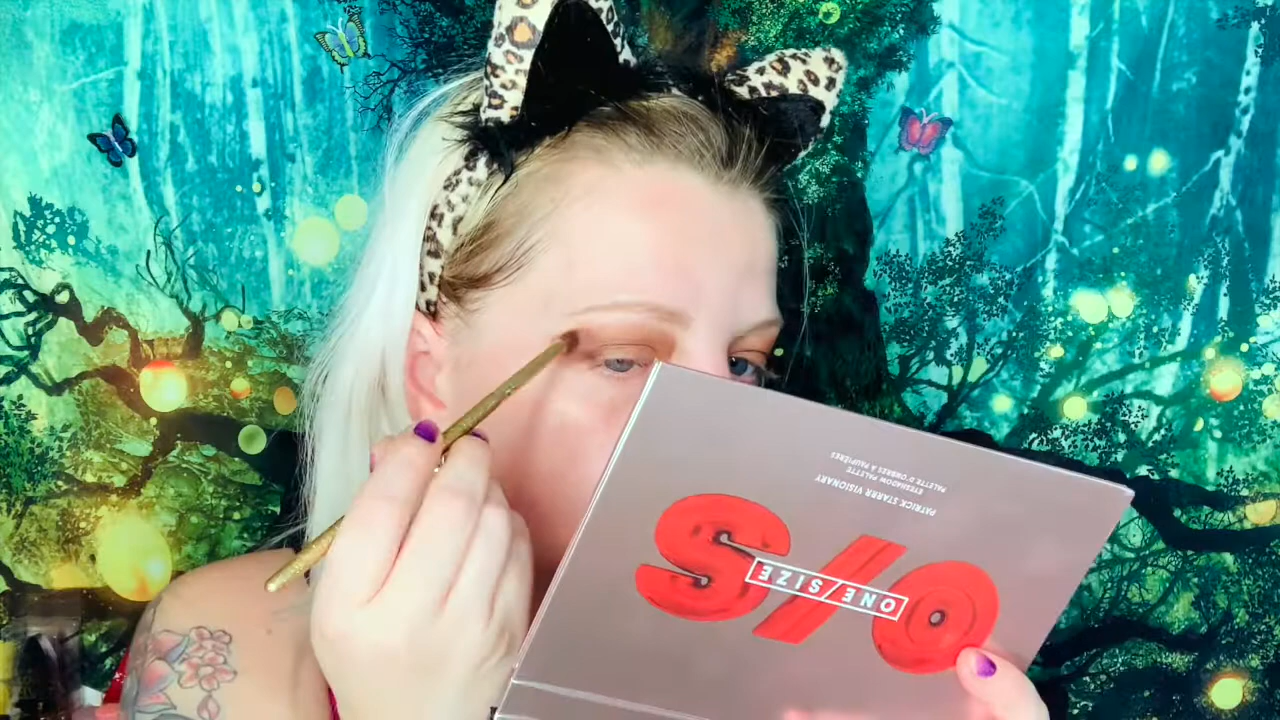 O/S
ONE/SIZE
PATRICK STARRR VISIONARY
EYESHADOW PALETTE
PALETTE D'OMBRES À PAUPIÈRES